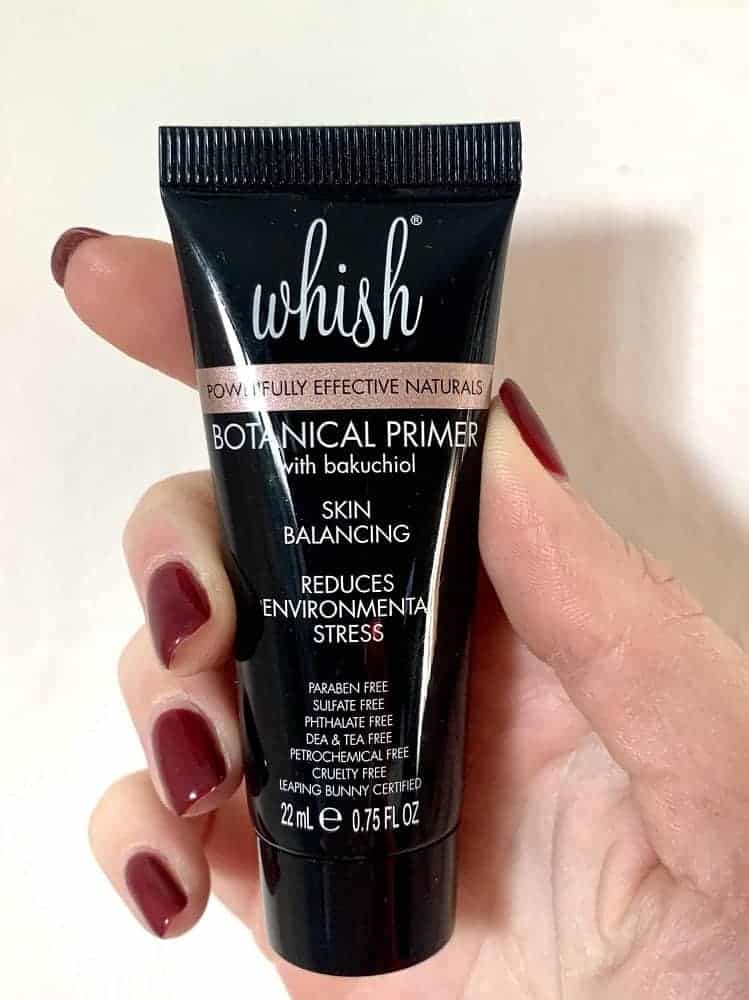 whish®
POWERFULLY EFFECTIVE NATURALS
BOTANICAL PRIMER
with bakuchiol
SKIN
BALANCING
REDUCES
ENVIRONMENTA
STRESS
PARABEN FREE
SULFATE FREE
PHTHALATE FREE
DEA & TEA FREE
PETROCHEMICAL FREE
CRUELTY FREE
LEAPING BUNNY CERTIFIED
22 mL e 0.75 FL OZ